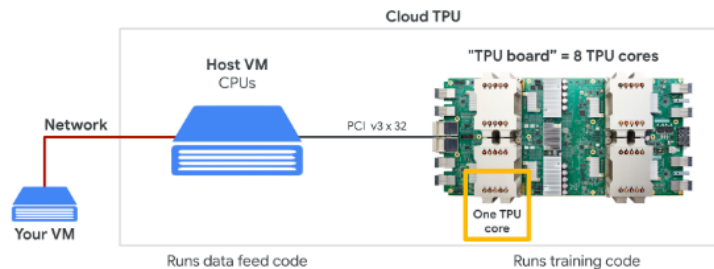 Cloud TPU
Host VM
CPUs
"TPU board" = 8 TPU cores
Network
PCI v3 x 32
One TPU
core
Your VM
Runs data feed code
Runs training code